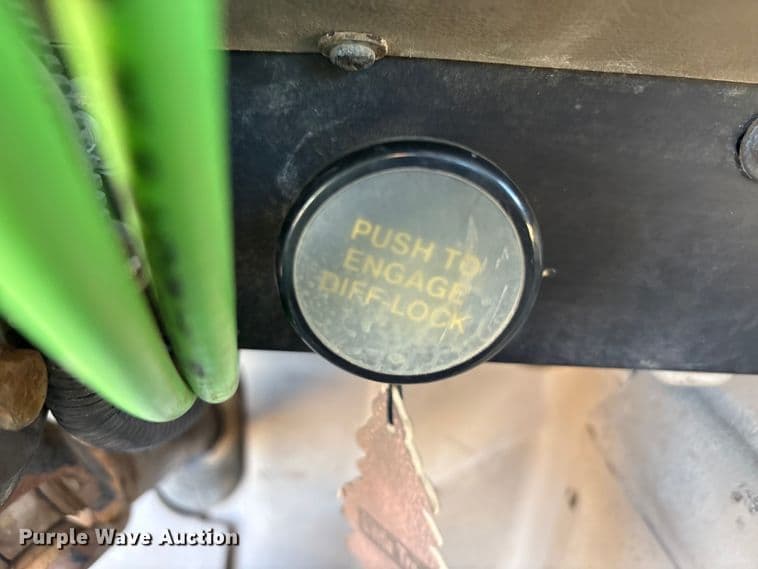 PUSH TO
ENGAGE
DIFF-LOCK
Purple Wave Auction